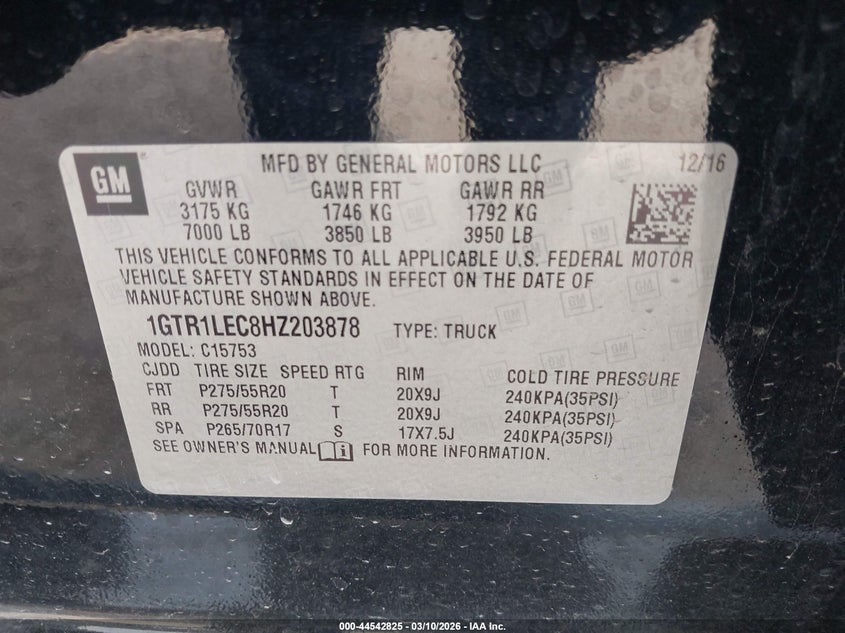 GM
MFD BY GENERAL MOTORS LLC 12/16
GVWR GAWR FRT GAWR RR
3175 KG 1746 KG 1792 KG
7000 LB 3850 LB 3950 LB
THIS VEHICLE CONFORMS TO ALL APPLICABLE U.S. FEDERAL MOTOR
VEHICLE SAFETY STANDARDS IN EFFECT ON THE DATE OF
MANUFACTURE SHOWN ABOVE.
1GTR1LEC8HZ203878 TYPE: TRUCK
MODEL: C15753
CJDD TIRE SIZE SPEED RTG RIM COLD TIRE PRESSURE
FRT P275/55R20 T 20X9J 240KPA(35PSI)
RR P275/55R20 T 20X9J 240KPA(35PSI)
SPA P265/70R17 S 17X7.5J 240KPA(35PSI)
SEE OWNER'S MANUAL FOR MORE INFORMATION.
000-44542825 — 03/10/2026 — IAA Inc.